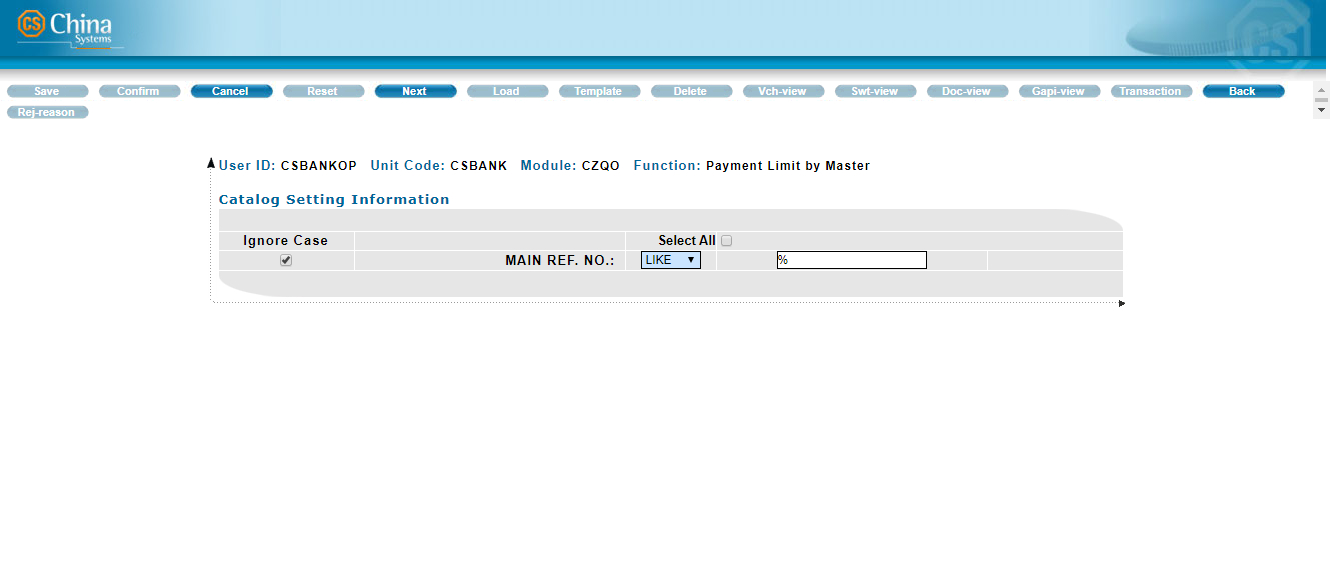 CS China
Systems
CS
Save Confirm Cancel Reset Next Load Template Delete Vch-view Swt-view Doc-view Gapi-view Transaction Back
Rej-reason
User ID: CSBANKOP Unit Code: CSBANK Module: CZQO Function: Payment Limit by Master
Catalog Setting Information
Ignore Case Select All
MAIN REF. NO.: LIKE %